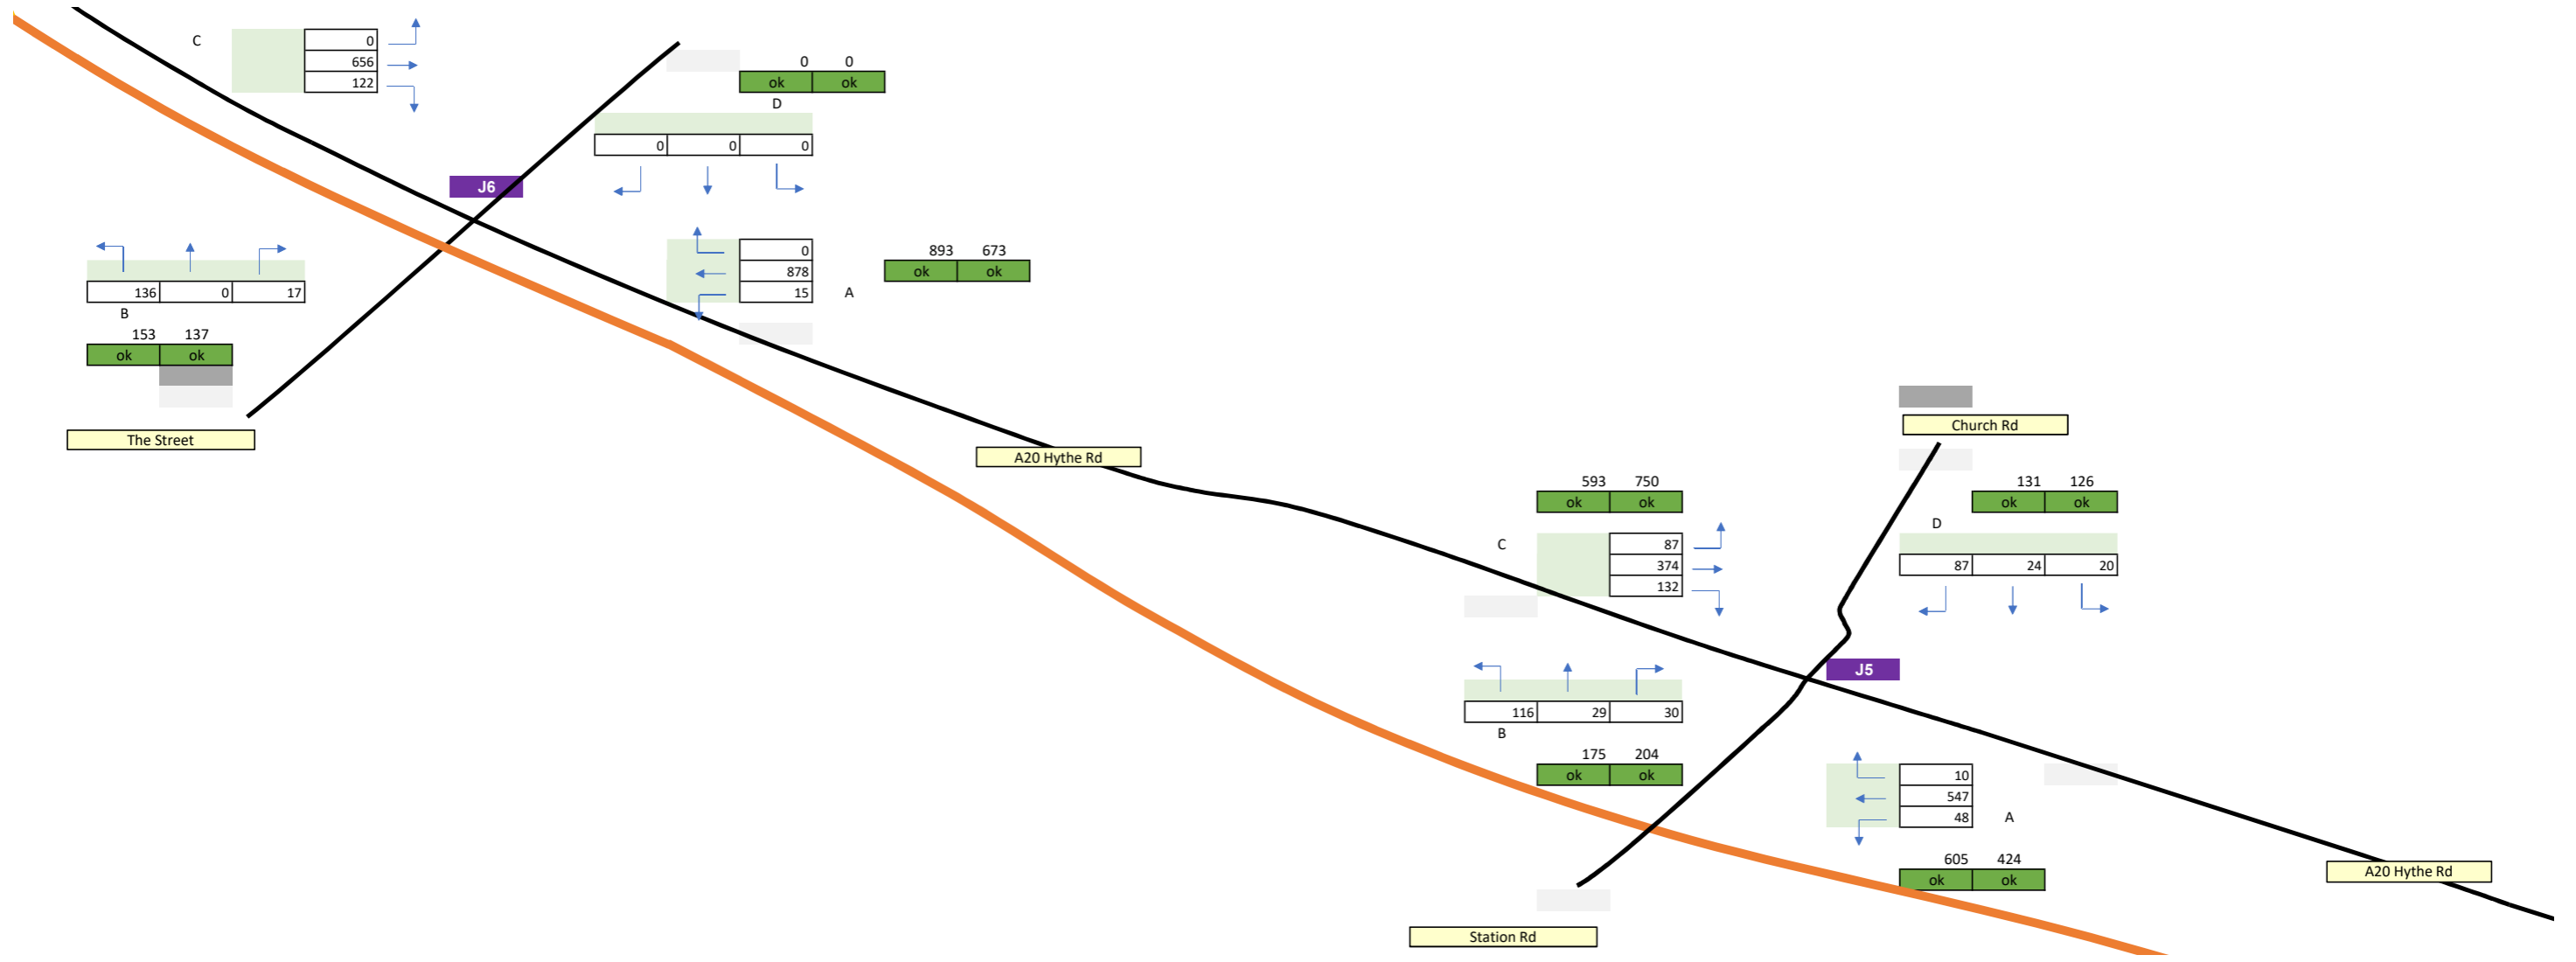 C
0
656
122
0 0
ok ok
D
0 0 0
J6
0
878
15
A
893 673
ok ok
136 0 17
B
153 137
ok ok
The Street
A20 Hythe Rd
Church Rd
593 750
ok ok
C
87
374
132
131 126
ok ok
D
87 24 20
J5
116 29 30
B
175 204
ok ok
10
547
48
A
605 424
ok ok
A20 Hythe Rd
Station Rd